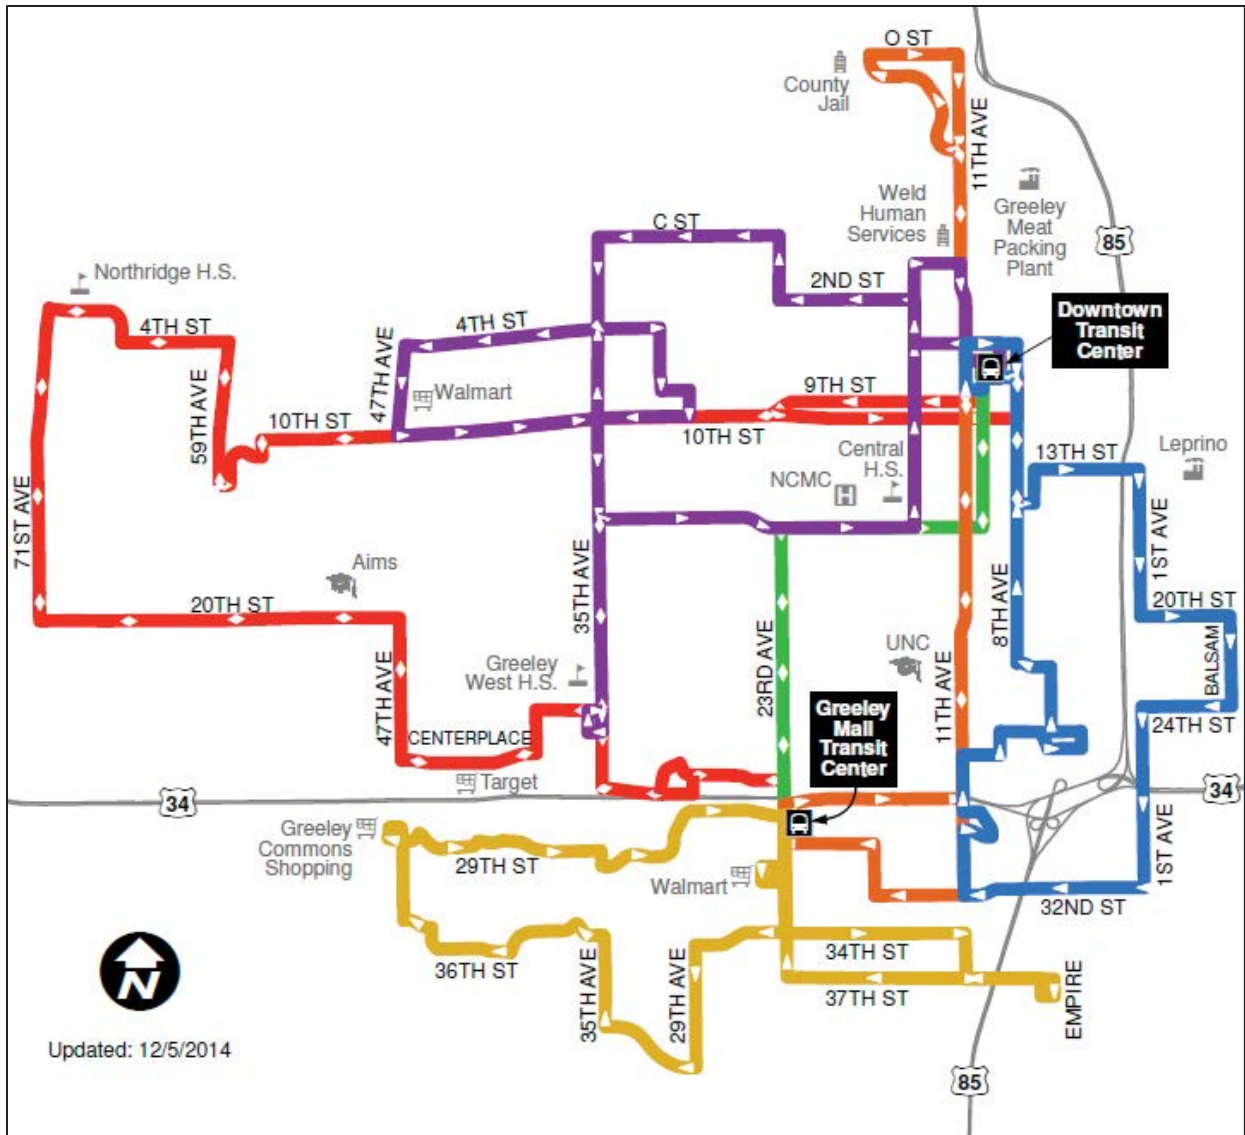 O ST
County
Jail
11TH AVE
Weld
Human
Services
Greeley
Meat
Packing
Plant
85
C ST
Northridge H.S.
2ND ST
Downtown
Transit
Center
4TH ST
4TH ST
47TH AVE
59TH AVE
Walmart
9TH ST
10TH ST
10TH ST
Central
H.S.
13TH ST
Leprino
NCMC
H
71ST AVE
1ST AVE
Aims
20TH ST
35TH AVE
8TH AVE
20TH ST
BALSAM
UNC
Greeley
West H.S.
23RD AVE
47TH AVE
11TH AVE
24TH ST
Greeley
Mall
Transit
Center
CENTERPLACE
Target
34
34
Greeley
Commons
Shopping
29TH ST
Walmart
1ST AVE
32ND ST
34TH ST
36TH ST
35TH AVE
29TH AVE
37TH ST
EMPIRE
N
Updated: 12/5/2014
85